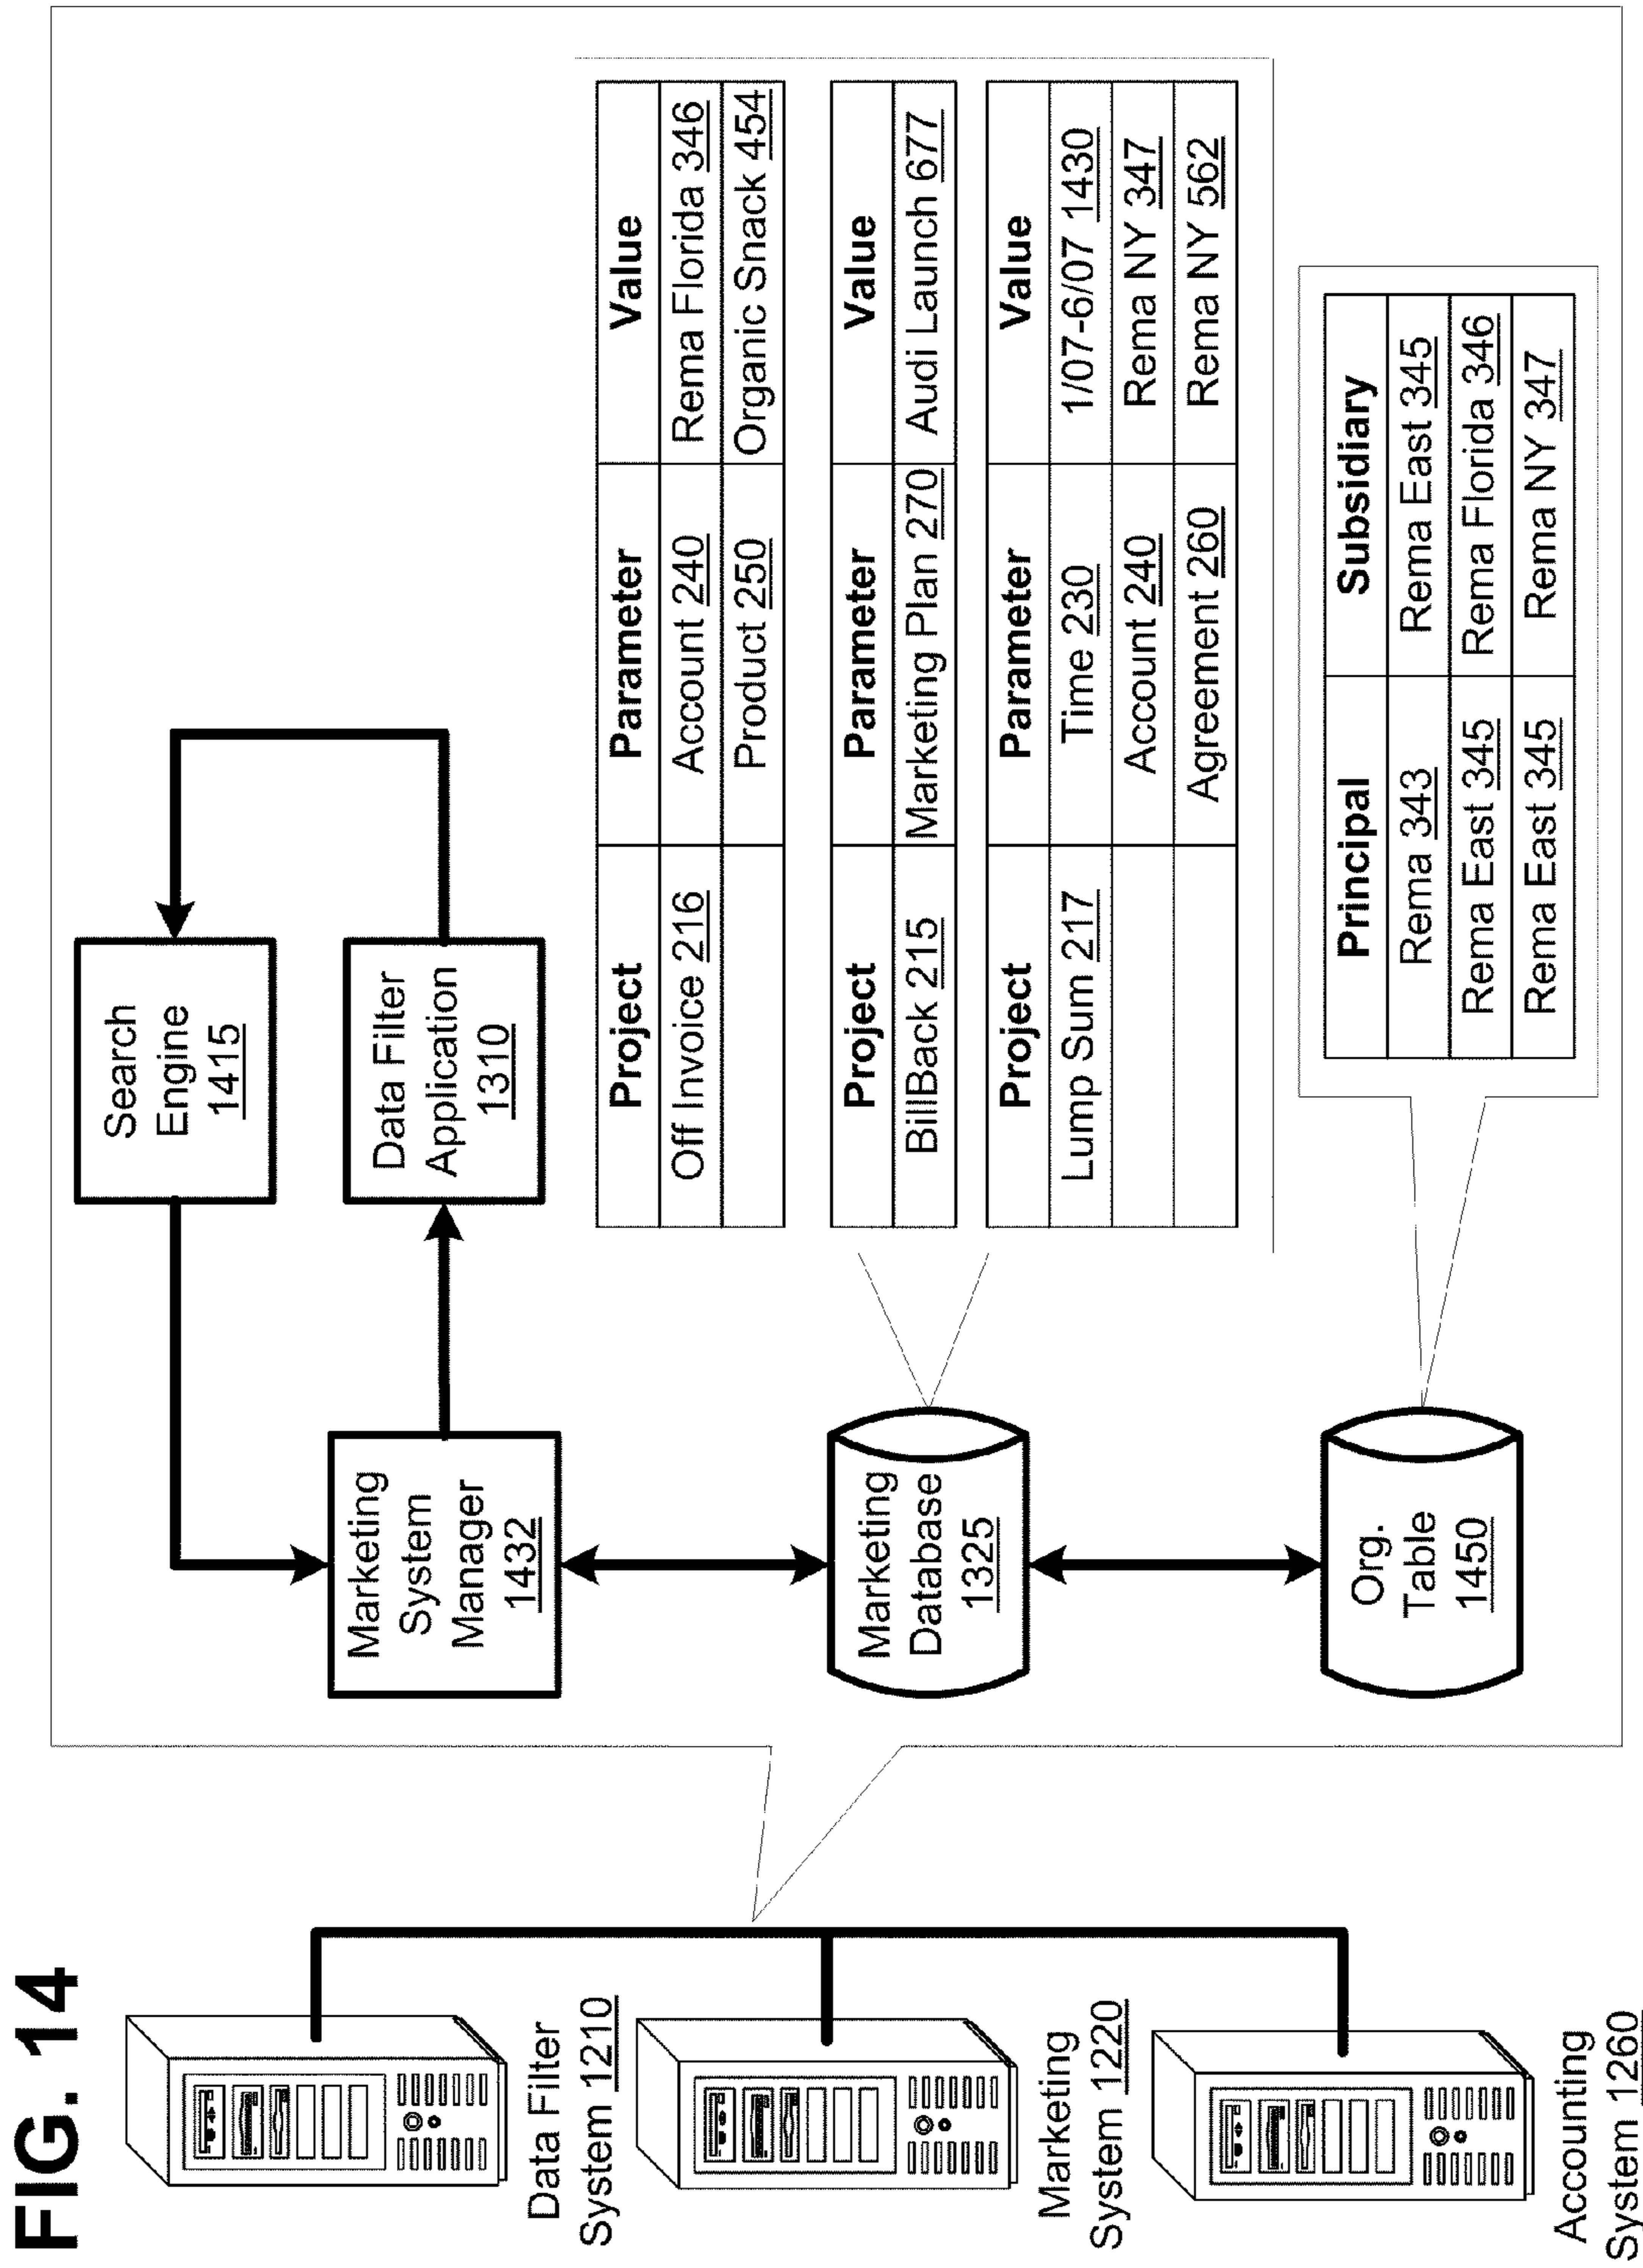 FIG. 14
Data Filter
System 1210
Marketing
System 1220
Accounting
System 1260
Search
Engine
1415
Data Filter
Application
1310
Marketing
System
Manager
1432
Marketing
Database
1325
Org.
Table
1450
Project Parameter Value
Off Invoice 216 Account 240 Rema Florida 346
Product 250 Organic Snack 454
Project Parameter Value
BillBack 215 Marketing Plan 270 Audi Launch 677
Project Parameter Value
Lump Sum 217 Time 230 1/07-6/07 1430
Account 240 Rema NY 347
Agreement 260 Rema NY 562
Principal Subsidiary
Rema 343 Rema East 345
Rema East 345 Rema Florida 346
Rema East 345 Rema NY 347